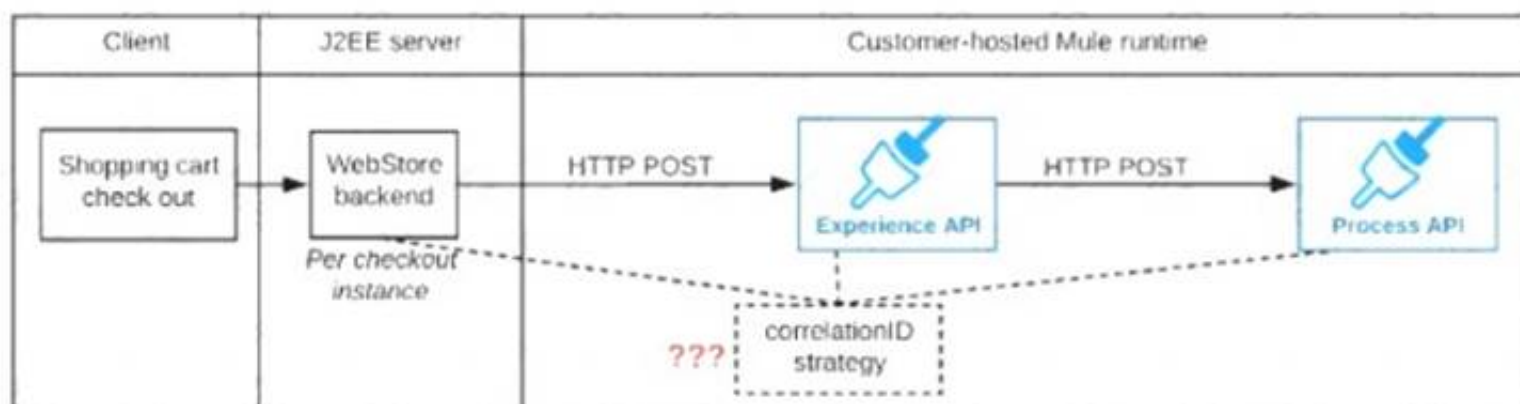 Client
J2EE server
Customer-hosted Mule runtime
Shopping cart
check out
WebStore
backend
Per checkout
instance
HTTP POST
Experience API
HTTP POST
Process API
???
correlationID
strategy